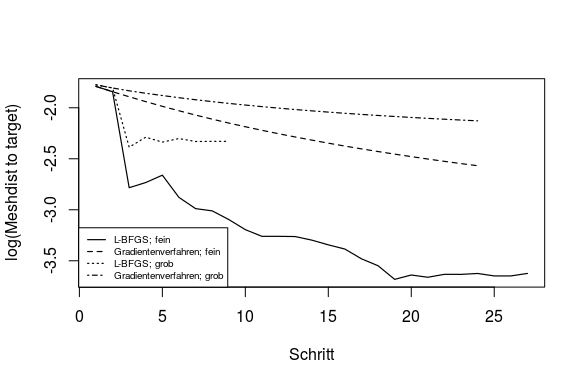 log(Meshdist to target)
-2.0
-2.5
-3.0
-3.5
L-BFGS; fein
Gradientenverfahren; fein
L-BFGS; grob
Gradientenverfahren; grob
0 5 10 15 20 25
Schritt